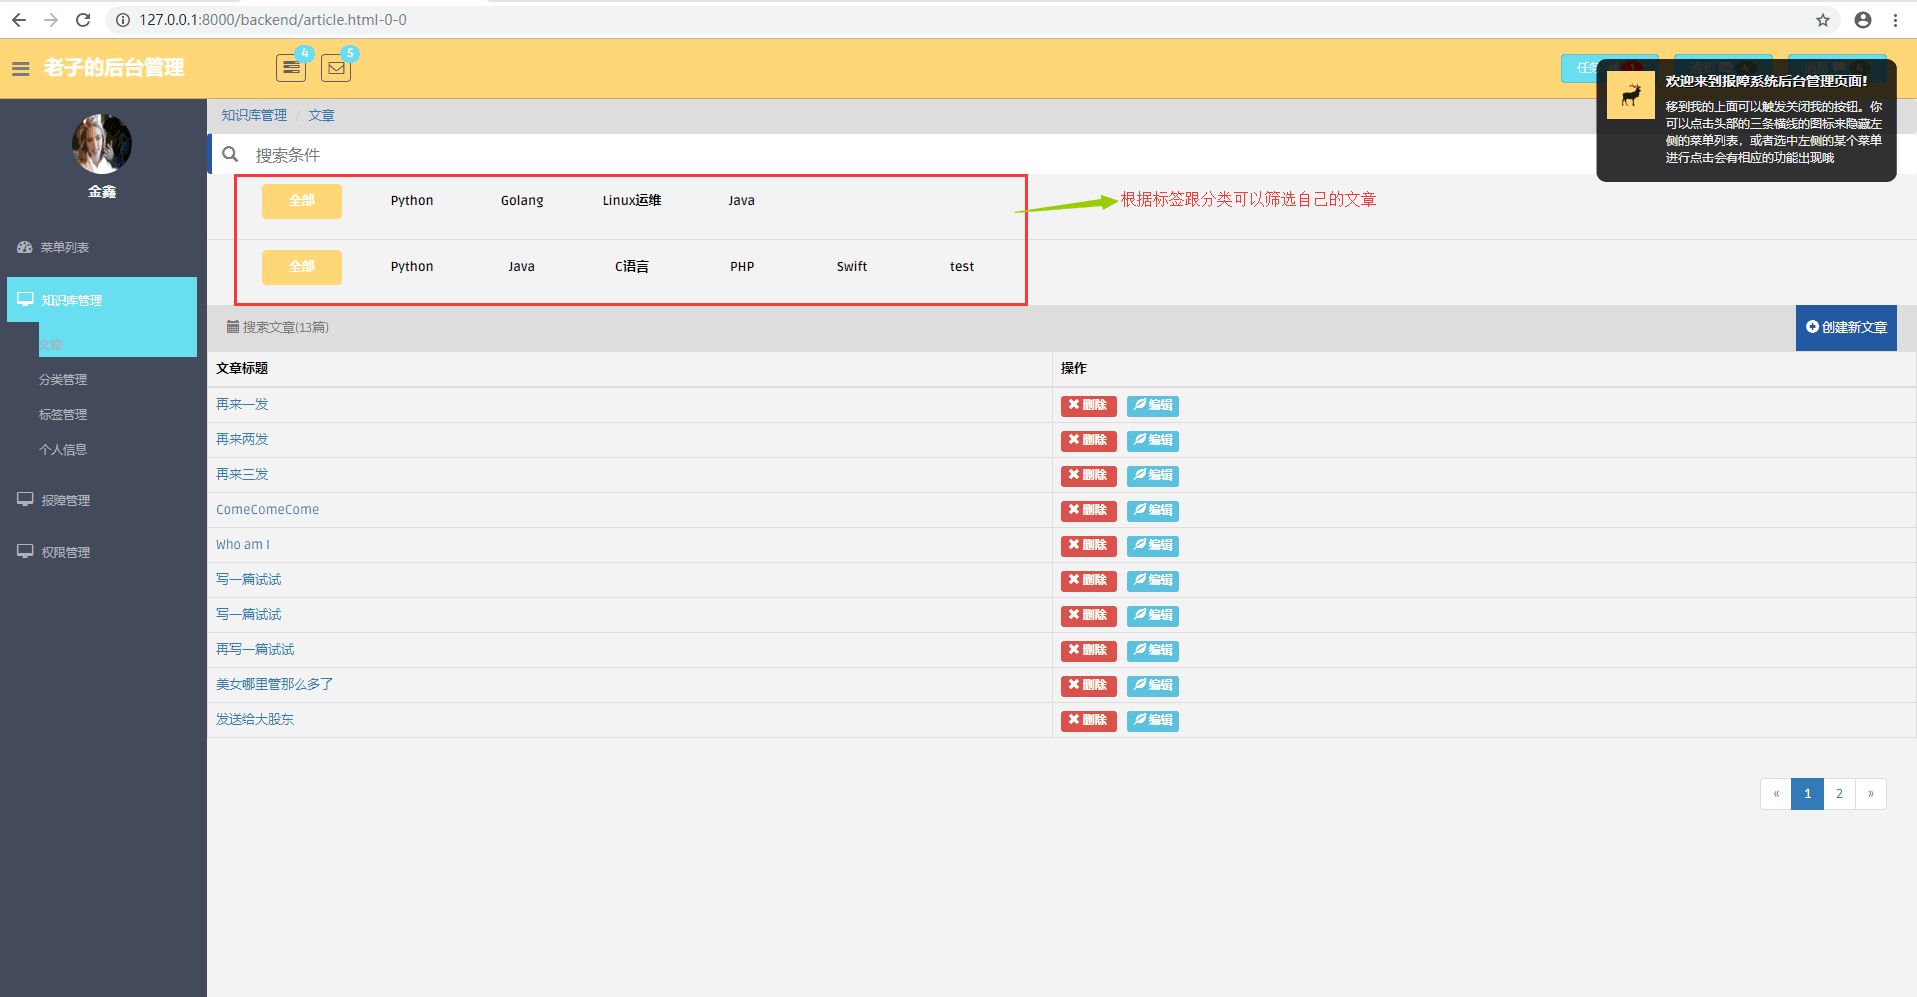 127.0.0.1:8000/backend/article.html-0-0
老子的后台管理
4
5
任务
1
4
4
欢迎来到报障系统后台管理页面!
移到我的上面可以触发关闭我的按钮。你
可以点击头部的三条横线的图标来隐藏左
侧的菜单列表，或者选中左侧的某个菜单
进行点击会有相应的功能出现哦
金鑫
菜单列表
知识库管理
文章
分类管理
标签管理
个人信息
报障管理
权限管理
知识库管理 / 文章
搜索条件
全部 Python Golang Linux运维 Java
根据标签跟分类可以筛选自己的文章
全部 Python Java C语言 PHP Swift test
搜索文章(13篇)
创建新文章
文章标题 操作
再来一发 删除 编辑
再来两发 删除 编辑
再来三发 删除 编辑
ComeComeCome 删除 编辑
Who am I 删除 编辑
写一篇试试 删除 编辑
写一篇试试 删除 编辑
再写一篇试试 删除 编辑
美女哪里管那么多了 删除 编辑
发送给大股东 删除 编辑
« 1 2 »